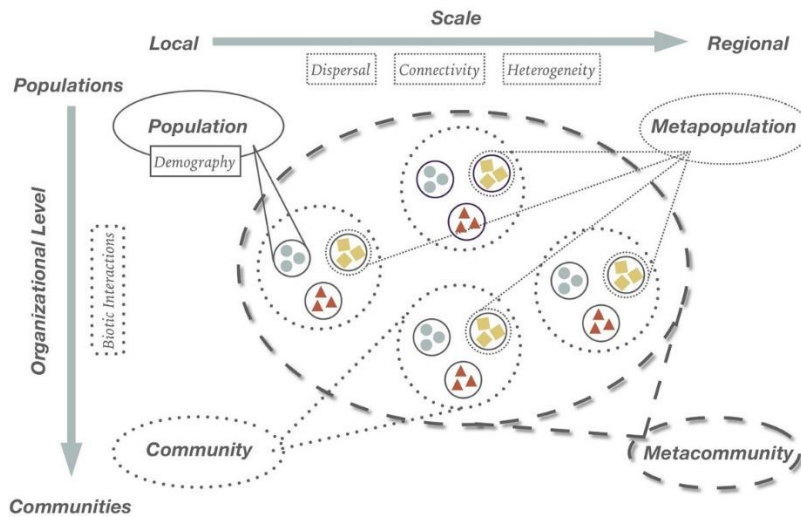 Scale
Local
Regional
Dispersal
Connectivity
Heterogeneity
Populations
Population
Demography
Metapopulation
Organizational Level
Biotic Interactions
Community
Metacommunity
Communities